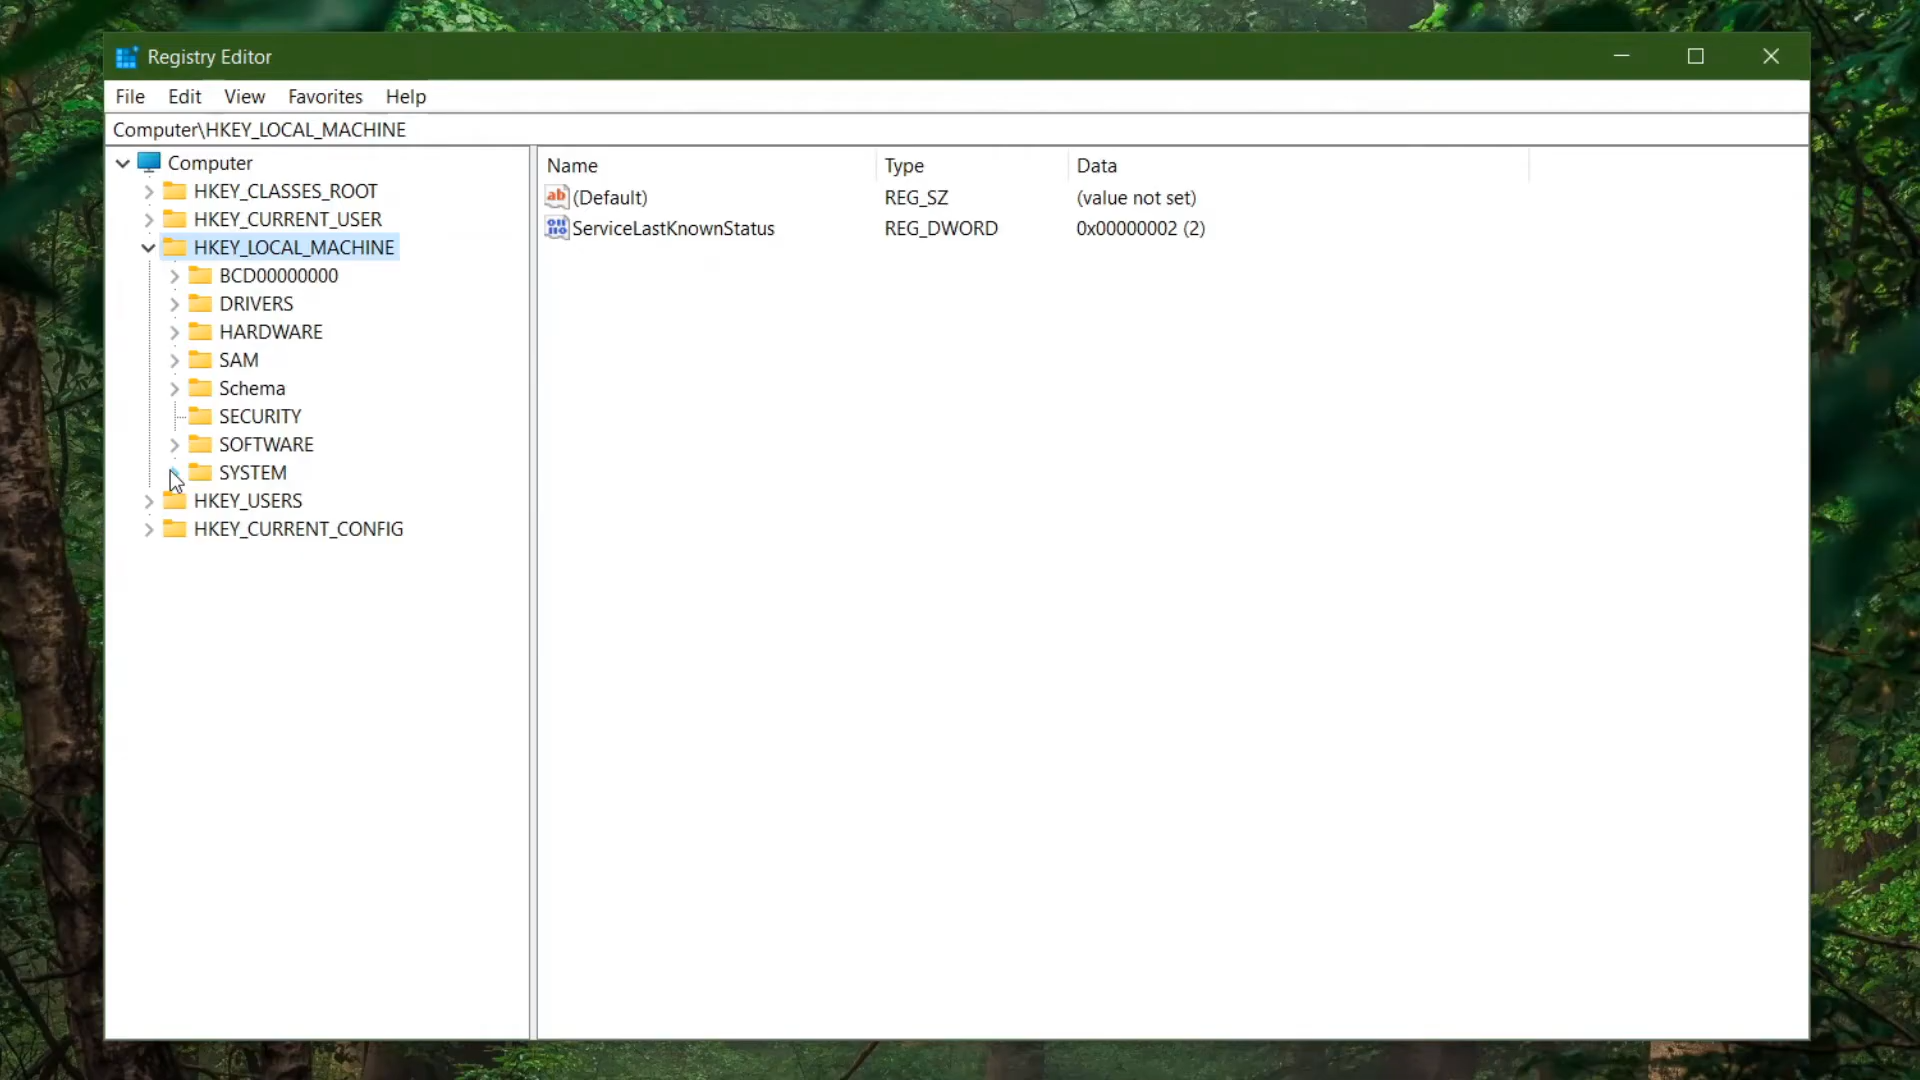 Registry Editor
File Edit View Favorites Help
Computer\HKEY_LOCAL_MACHINE
Computer
HKEY_CLASSES_ROOT
HKEY_CURRENT_USER
HKEY_LOCAL_MACHINE
BCD00000000
DRIVERS
HARDWARE
SAM
Schema
SECURITY
SOFTWARE
SYSTEM
HKEY_USERS
HKEY_CURRENT_CONFIG
Name Type Data
(Default) REG_SZ (value not set)
ServiceLastKnownStatus REG_DWORD 0x00000002 (2)